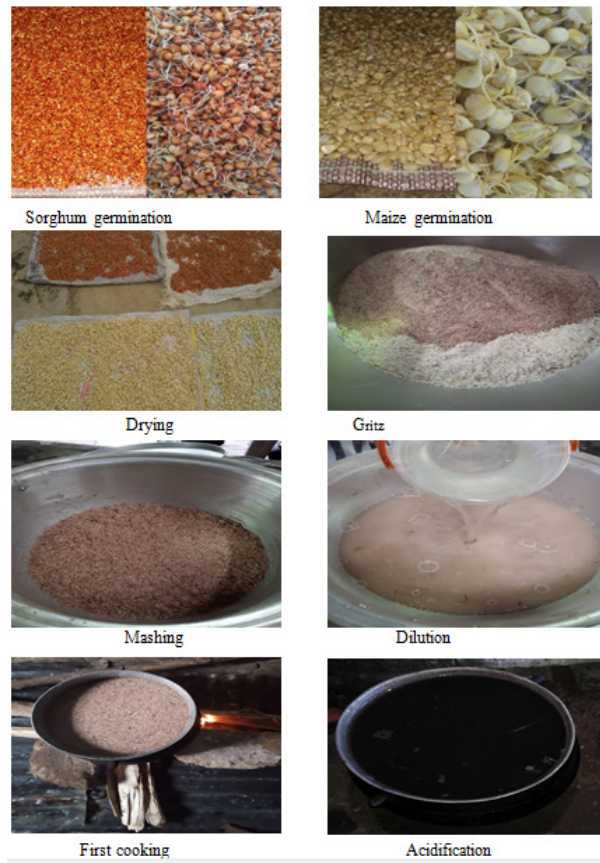 Sorghum germination
Maize germination
Drying
Gritz
Mashing
Dilution
First cooking
Acidification